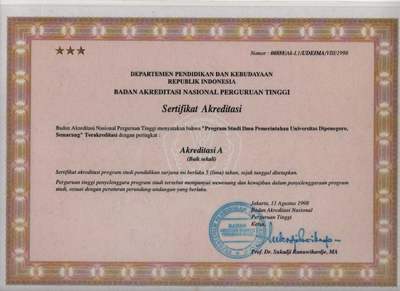 ★★★
Nomor : 00889/Ak-I.1/UDEIMA/VIII/1998
DEPARTEMEN PENDIDIKAN DAN KEBUDAYAAN
REPUBLIK INDONESIA
BADAN AKREDITASI NASIONAL PERGURUAN TINGGI
Sertifikat Akreditasi
Badan Akreditasi Nasional Perguruan Tinggi menyatakan bahwa "Program Studi Ilmu Pemerintahan Universitas Diponegoro,
Semarang" Terakreditasi dengan peringkat :
Akreditasi A
(Baik sekali)
Sertifikat akreditasi program studi pendidikan sarjana ini berlaku 5 (lima) tahun, sejak tanggal ditetapkan.
Perguruan tinggi penyelenggara program studi tersebut mempunyai wewenang dan kewajiban dalam penyelenggaraan program
studi, sesuai dengan peraturan perundang-undangan yang berlaku.
Jakarta, 11 Agustus 1998
Badan Akreditasi Nasional
Perguruan Tinggi
Ketua,
BADAN
Prof. Dr. Sukadji Ranuwihardjo, MA